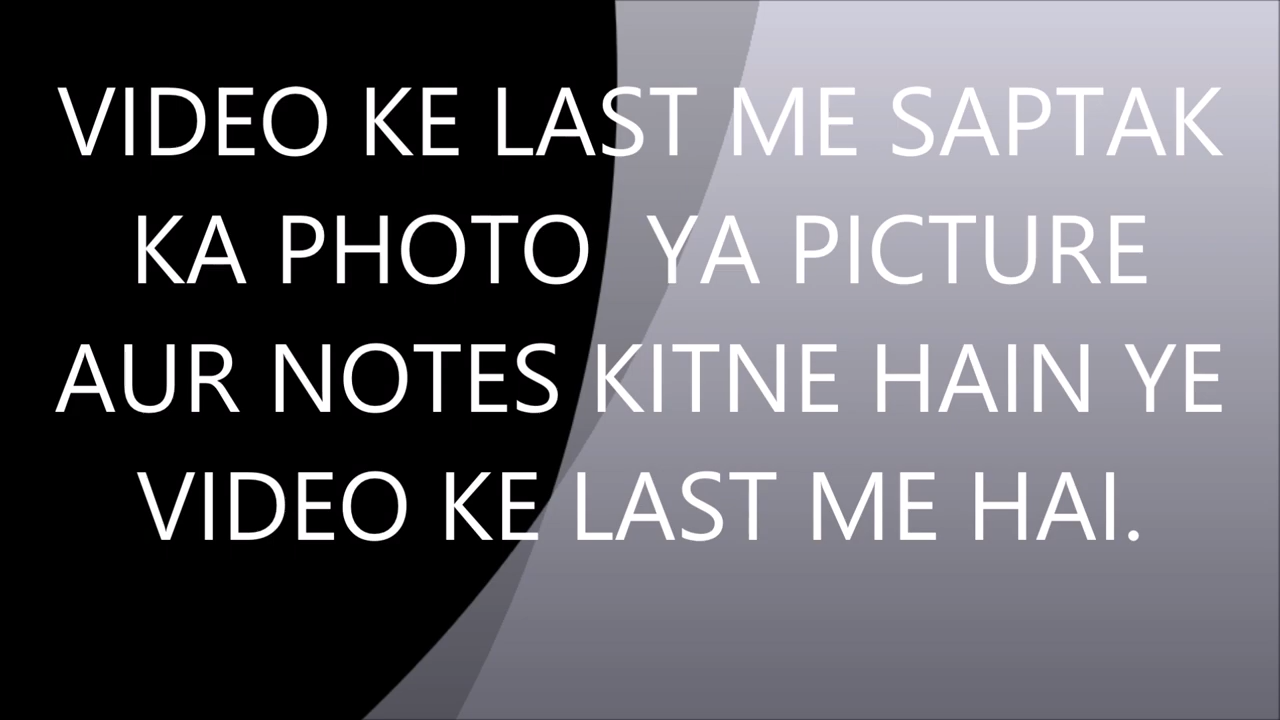 VIDEO KE LAST ME SAPTAK
KA PHOTO YA PICTURE
AUR NOTES KITNE HAIN YE
VIDEO KE LAST ME HAI.